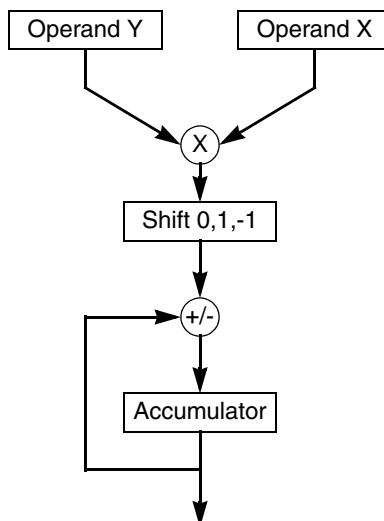 Operand Y
Operand X
X
Shift 0,1,-1
+/-
Accumulator